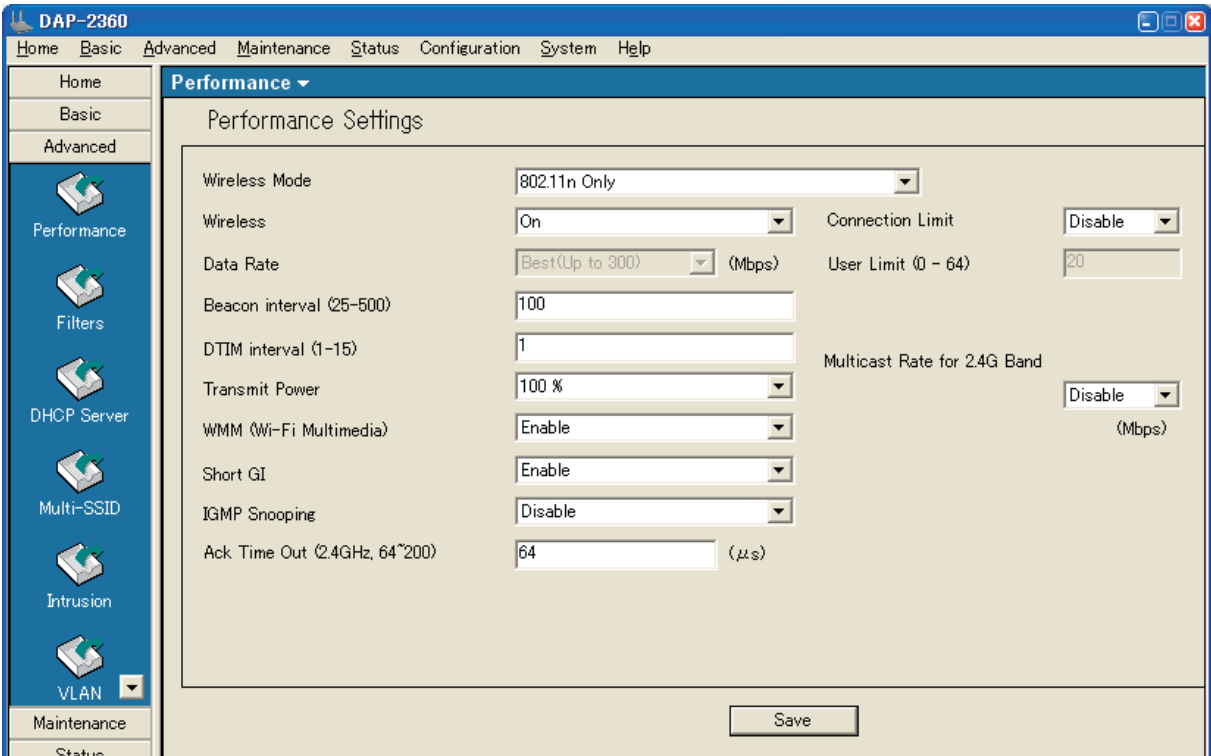 DAP-2360
Home Basic Advanced Maintenance Status Configuration System Help
Home
Basic
Advanced
Performance
Filters
DHCP Server
Multi-SSID
Intrusion
VLAN
Maintenance
Status
Performance
Performance Settings
Wireless Mode 802.11n Only
Wireless On Connection Limit Disable
Data Rate Best(Up to 300) (Mbps) User Limit (0 - 64) 20
Beacon interval (25-500) 100
DTIM interval (1-15) 1
Multicast Rate for 2.4G Band
Transmit Power 100 % Disable
WMM (Wi-Fi Multimedia) Enable (Mbps)
Short GI Enable
IGMP Snooping Disable
Ack Time Out (2.4GHz, 64~200) 64 (μs)
Save